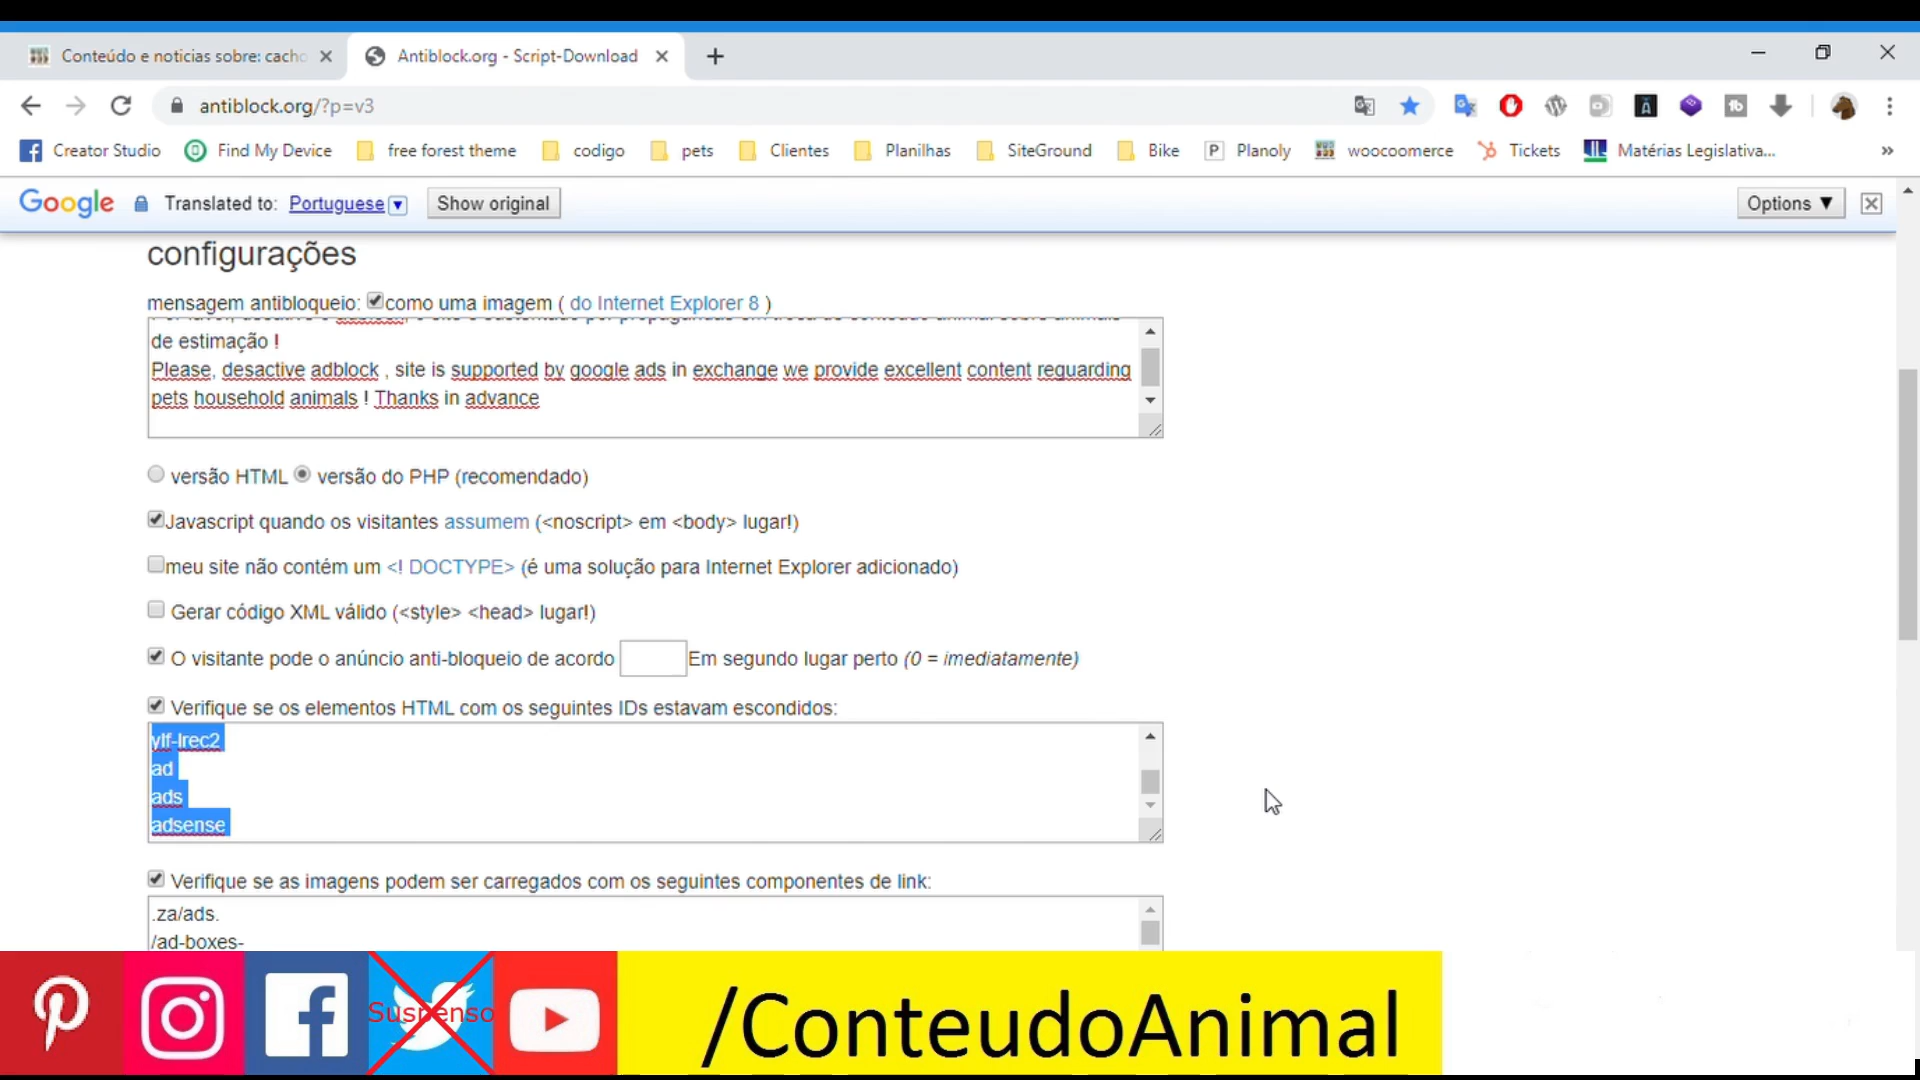 Conteúdo e noticias sobre: cacho
Antiblock.org - Script-Download
antiblock.org/?p=v3
Creator Studio
Find My Device
free forest theme
codigo
pets
Clientes
Planilhas
SiteGround
Bike
P Planoly
woocoomerce
Tickets
Matérias Legislativa...
»
Google Translated to: Portuguese Show original Options ▼
configurações
mensagem antibloqueio: como uma imagem ( do Internet Explorer 8 )
de estimação !
Please, desactive adblock , site is supported by google ads in exchange we provide excellent content reguarding
pets household animals ! Thanks in advance
versão HTML versão do PHP (recomendado)
Javascript quando os visitantes assumem (<noscript> em <body> lugar!)
meu site não contém um <! DOCTYPE> (é uma solução para Internet Explorer adicionado)
Gerar código XML válido (<style> <head> lugar!)
O visitante pode o anúncio anti-bloqueio de acordo Em segundo lugar perto (0 = imediatamente)
Verifique se os elementos HTML com os seguintes IDs estavam escondidos:
ylf-lrec2
ad
ads
adsense
Verifique se as imagens podem ser carregados com os seguintes componentes de link:
.za/ads.
/ad-boxes-
Suspenso
/ConteudoAnimal